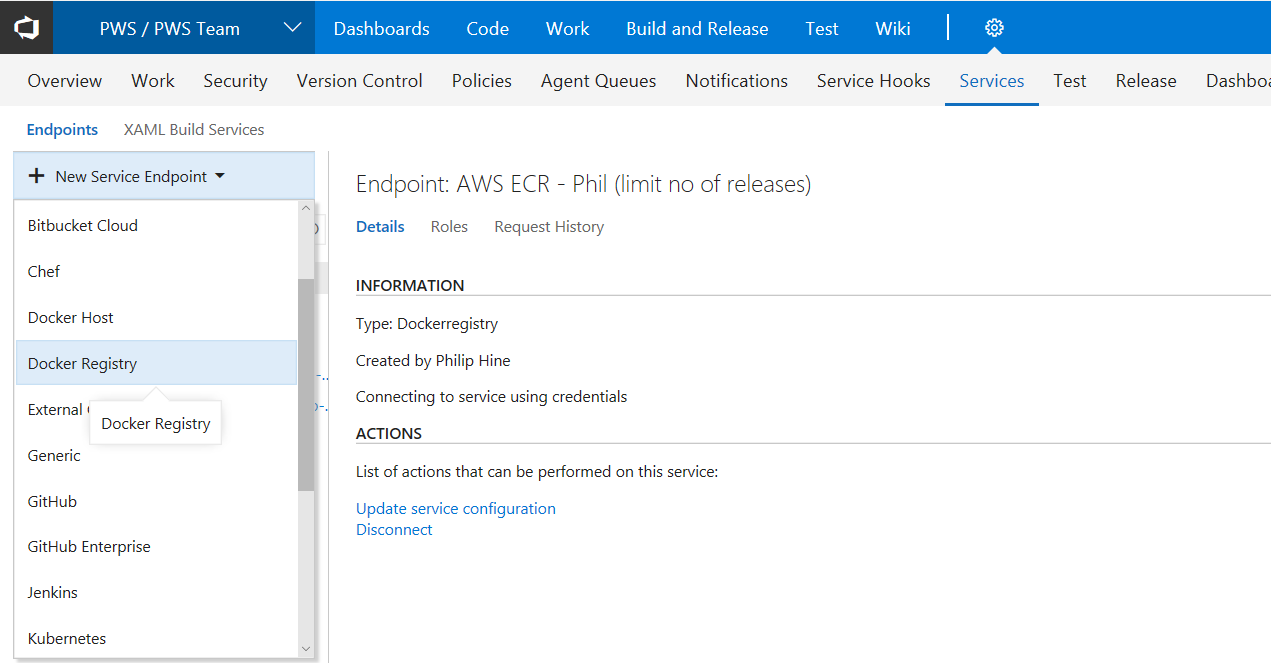 PWS / PWS Team
Dashboards Code Work Build and Release Test Wiki
Overview Work Security Version Control Policies Agent Queues Notifications Service Hooks Services Test Release
Endpoints XAML Build Services
New Service Endpoint
Bitbucket Cloud
Chef
Docker Host
Docker Registry
External
Docker Registry
Generic
GitHub
GitHub Enterprise
Jenkins
Kubernetes
Endpoint: AWS ECR - Phil (limit no of releases)
Details Roles Request History
INFORMATION
Type: Dockerregistry
Created by Philip Hine
Connecting to service using credentials
ACTIONS
List of actions that can be performed on this service:
Update service configuration
Disconnect